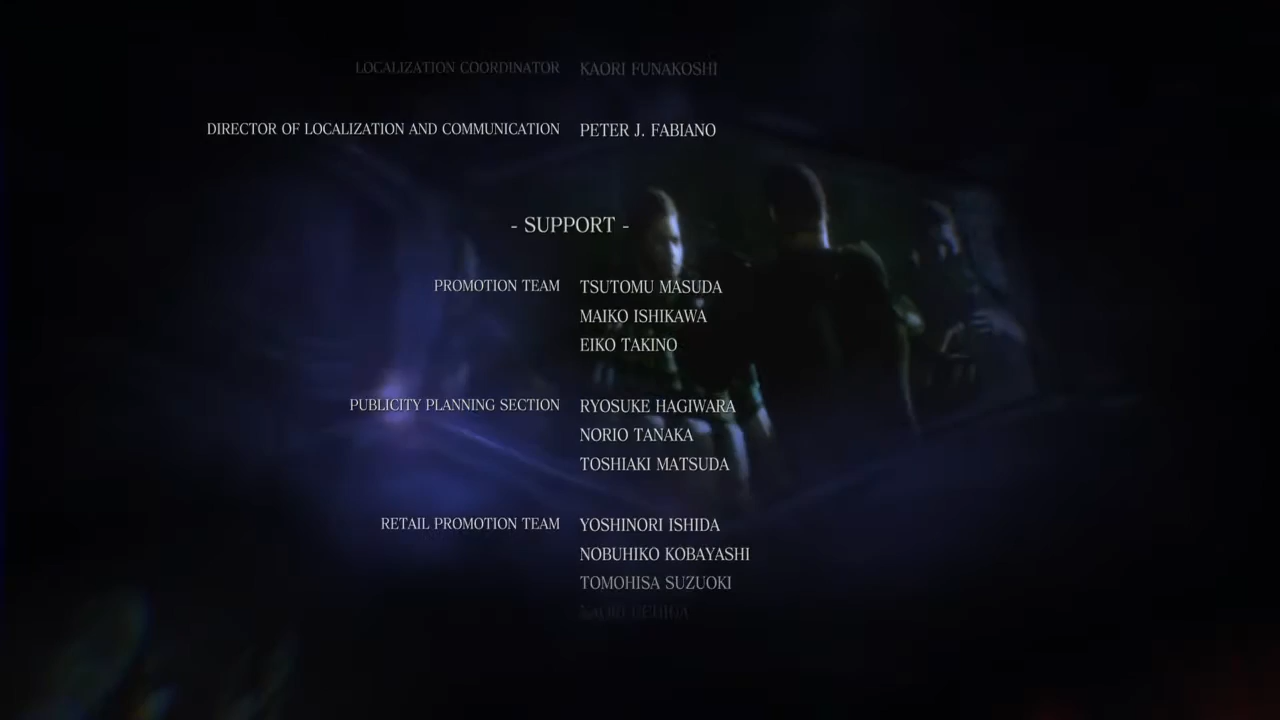 LOCALIZATION COORDINATOR KAORI FUNAKOSHI
DIRECTOR OF LOCALIZATION AND COMMUNICATION PETER J. FABIANO
- SUPPORT -
PROMOTION TEAM TSUTOMU MASUDA
MAIKO ISHIKAWA
EIKO TAKINO
PUBLICITY PLANNING SECTION RYOSUKE HAGIWARA
NORIO TANAKA
TOSHIAKI MATSUDA
RETAIL PROMOTION TEAM YOSHINORI ISHIDA
NOBUHIKO KOBAYASHI
TOMOHISA SUZUOKI